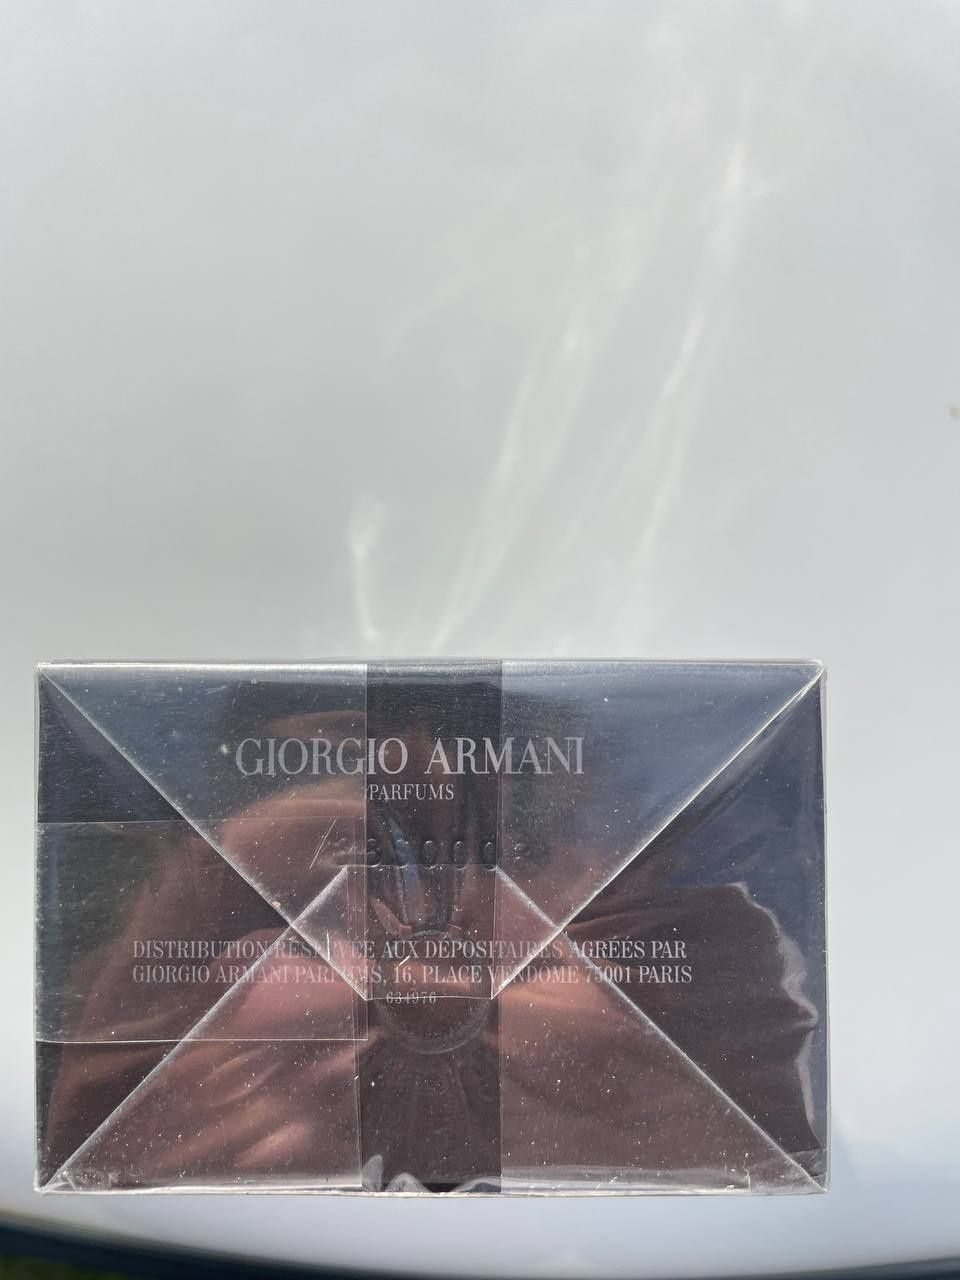 GIORGIO ARMANI
PARFUMS
DISTRIBUTION RÉSERVÉE AUX DÉPOSITAIRES AGRÉÉS PAR
GIORGIO ARMANI PARFUMS, 16, PLACE VENDÔME 75001 PARIS
634976